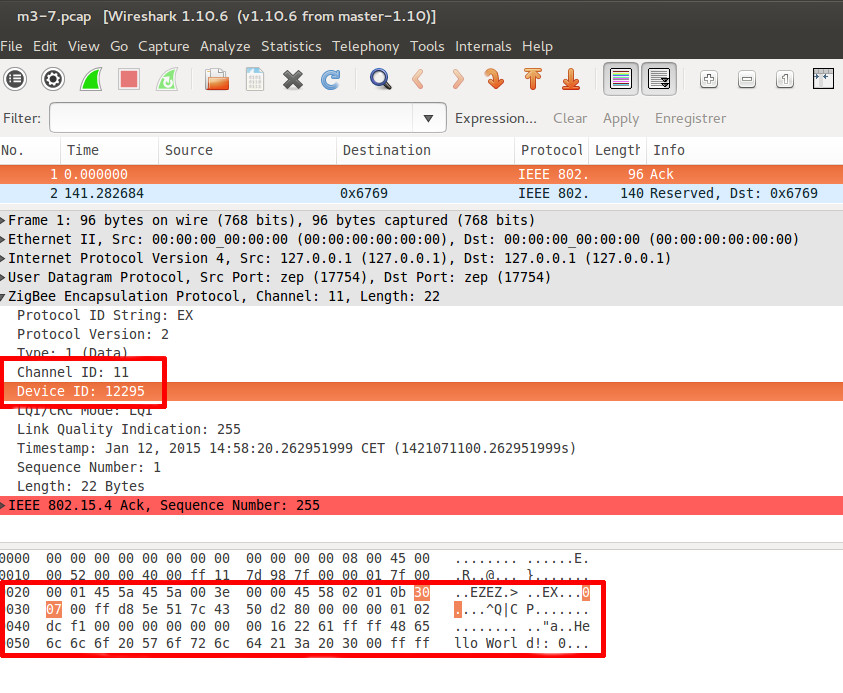 m3-7.pcap   [Wireshark 1.10.6  (v1.10.6 from master-1.10)]
File Edit View Go Capture Analyze Statistics Telephony Tools Internals Help
Filter: Expression... Clear Apply Enregistrer
No. Time Source Destination Protocol Length Info
1 0.000000 IEEE 802. 96 Ack
2 141.282684 0x6769 IEEE 802. 140 Reserved, Dst: 0x6769
Frame 1: 96 bytes on wire (768 bits), 96 bytes captured (768 bits)
Ethernet II, Src: 00:00:00_00:00:00 (00:00:00:00:00:00), Dst: 00:00:00_00:00:00 (00:00:00:00:00:00)
Internet Protocol Version 4, Src: 127.0.0.1 (127.0.0.1), Dst: 127.0.0.1 (127.0.0.1)
User Datagram Protocol, Src Port: zep (17754), Dst Port: zep (17754)
ZigBee Encapsulation Protocol, Channel: 11, Length: 22
Protocol ID String: EX
Protocol Version: 2
Type: 1 (Data)
Channel ID: 11
Device ID: 12295
LQI/CRC Mode: LQI
Link Quality Indication: 255
Timestamp: Jan 12, 2015 14:58:20.262951999 CET (1421071100.262951999s)
Sequence Number: 1
Length: 22 Bytes
IEEE 802.15.4 Ack, Sequence Number: 255
0000 00 00 00 00 00 00 00 00 00 00 00 00 08 00 45 00 ........ ......E.
0010 00 52 00 00 40 00 ff 11 7d 98 7f 00 00 01 7f 00 .R..@... }.......
0020 00 01 45 5a 45 5a 00 3e 00 00 45 58 02 01 0b 30 ..EZEZ.> ..EX...0
0030 07 00 ff d8 5e 51 7c 43 50 d2 80 00 00 00 01 02 ....^Q|C P.......
0040 dc f1 00 00 00 00 00 00 00 16 22 61 ff ff 48 65 ........ .."a..He
0050 6c 6c 6f 20 57 6f 72 6c 64 21 3a 20 30 00 ff ff llo Worl d!: 0...